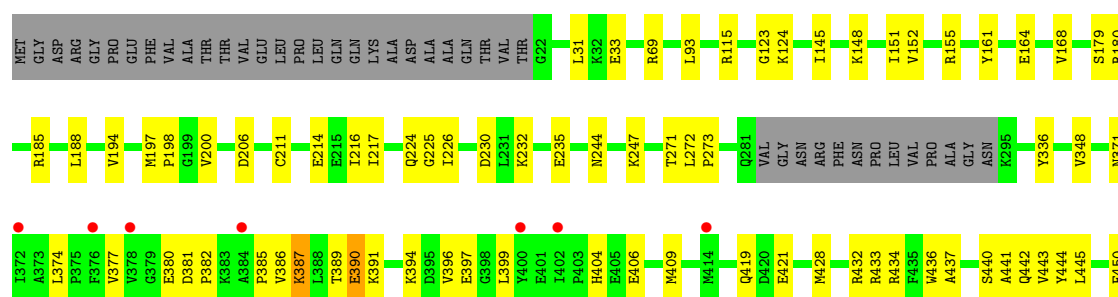 MET GLY ASP ARG GLY PRO GLU PHE VAL ALA THR THR VAL GLU LEU PRO LEU GLN GLN LYS ALA ASP ALA ALA GLN THR VAL THR G22 L31 K32 E33 R69 L93 R115 G123 K124 I145 K148 I151 V152 R155 Y161 E164 V168 S179 R180
R185 L188 V194 M197 P198 G199 V200 D206 C211 E214 E215 I216 I217 Q224 G225 I226 D230 L231 K232 E235 N244 K247 T271 L272 P273 Q281 VAL GLY ASN ARG PHE ASN PRO LEU VAL PRO ALA GLY ASN K295 Y336 V348 N371
I372 A373 L374 P375 F376 V377 V378 G379 E380 D381 P382 K383 A384 P385 V386 K387 L388 T389 E390 K391 K394 D395 V396 E397 G398 L399 Y400 E401 I402 P403 H404 E405 E406 M409 M414 Q419 D420 E421 M428 R432 R433 R434 F435 W436 A437 S440 A441 Q442 V443 Y444 L445